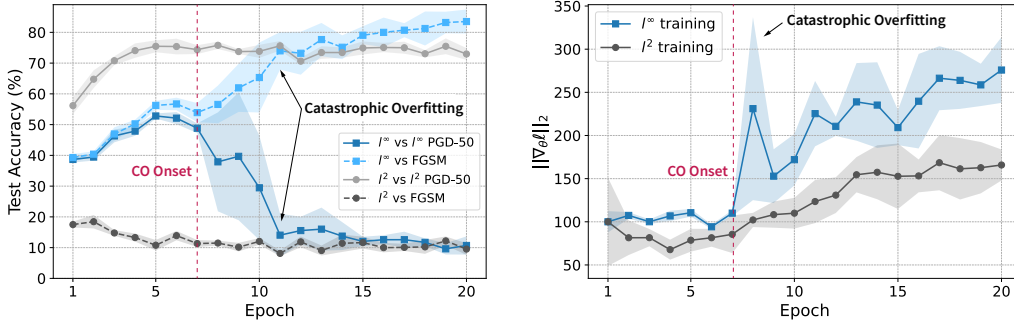 Test Accuracy (%)
80
70
60
50
40
30
20
10
0
1
5
10
15
20
Epoch
CO Onset
Catastrophic Overfitting
l∞ vs l∞ PGD-50
l∞ vs FGSM
l2 vs l2 PGD-50
l2 vs FGSM
||∇θℓ||2
350
300
250
200
150
100
50
1
5
10
15
20
Epoch
l∞ training
l2 training
Catastrophic Overfitting
CO Onset